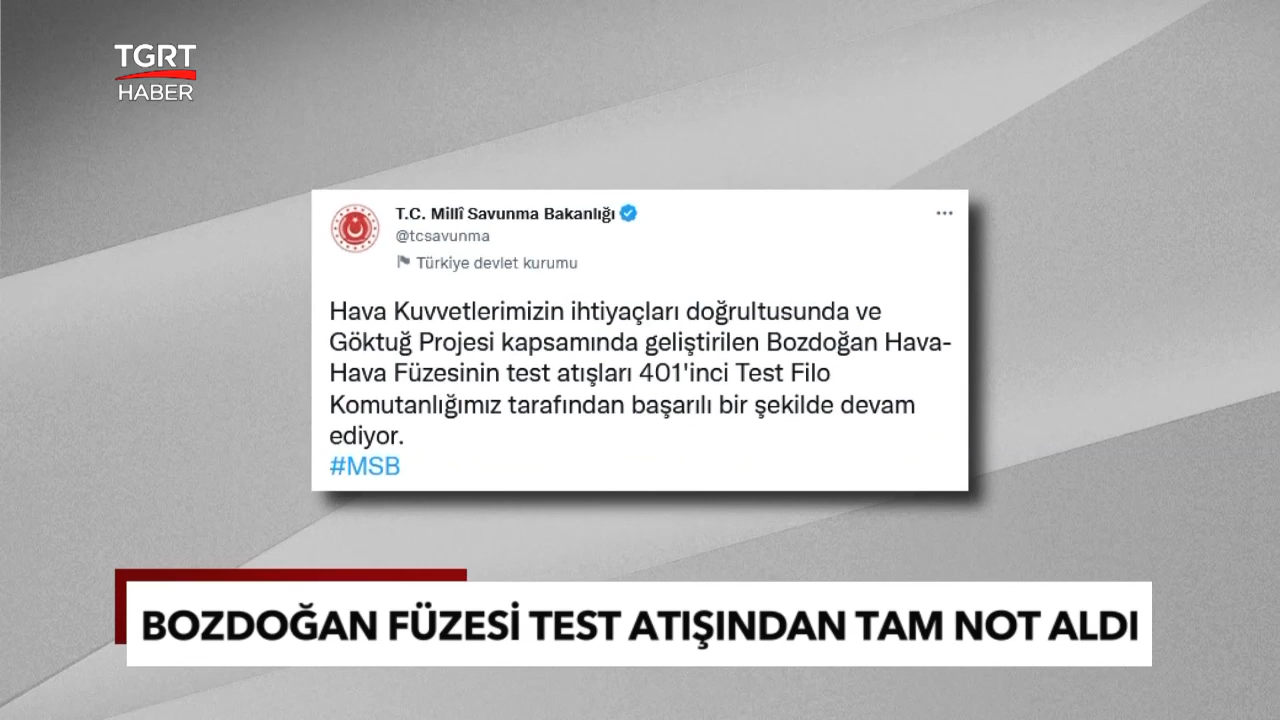 TGRT
HABER
T.C. Millî Savunma Bakanlığı
@tcsavunma
Türkiye devlet kurumu
Hava Kuvvetlerimizin ihtiyaçları doğrultusunda ve
Göktuğ Projesi kapsamında geliştirilen Bozdoğan Hava-
Hava Füzesinin test atışları 401'inci Test Filo
Komutanlığımız tarafından başarılı bir şekilde devam
ediyor.
#MSB
BOZDOĞAN FÜZESİ TEST ATIŞINDAN TAM NOT ALDI